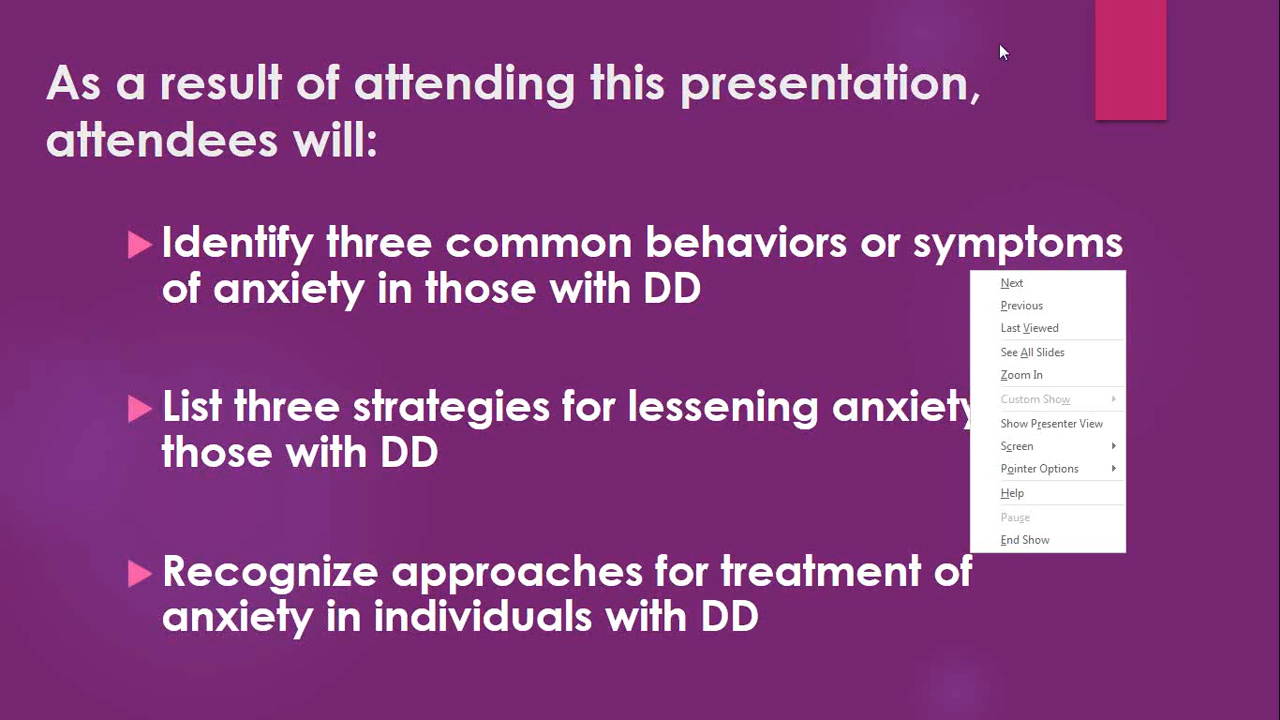 As a result of attending this presentation,
attendees will:
Identify three common behaviors or symptoms
of anxiety in those with DD
List three strategies for lessening anxiety
those with DD
Recognize approaches for treatment of
anxiety in individuals with DD
Next
Previous
Last Viewed
See All Slides
Zoom In
Custom Show
Show Presenter View
Screen
Pointer Options
Help
Pause
End Show